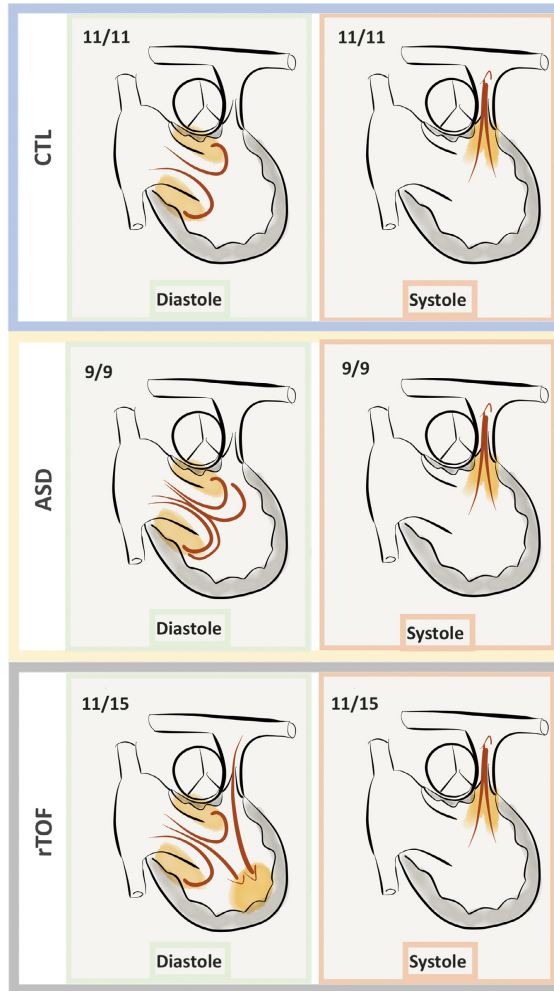 CTL
11/11
Diastole
11/11
Systole
ASD
9/9
Diastole
9/9
Systole
rTOF
11/15
Diastole
11/15
Systole